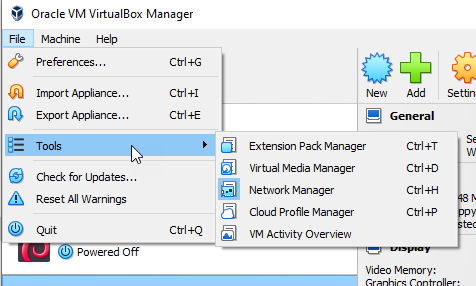 Oracle VM VirtualBox Manager
File Machine Help
Preferences... Ctrl+G
Import Appliance... Ctrl+I
Export Appliance... Ctrl+E
Tools
Check for Updates...
Reset All Warnings
Quit Ctrl+Q
Extension Pack Manager Ctrl+T
Virtual Media Manager Ctrl+D
Network Manager Ctrl+H
Cloud Profile Manager Ctrl+P
VM Activity Overview
New Add
General
Powered Off
Display
Video Memory:
Graphics Controller: